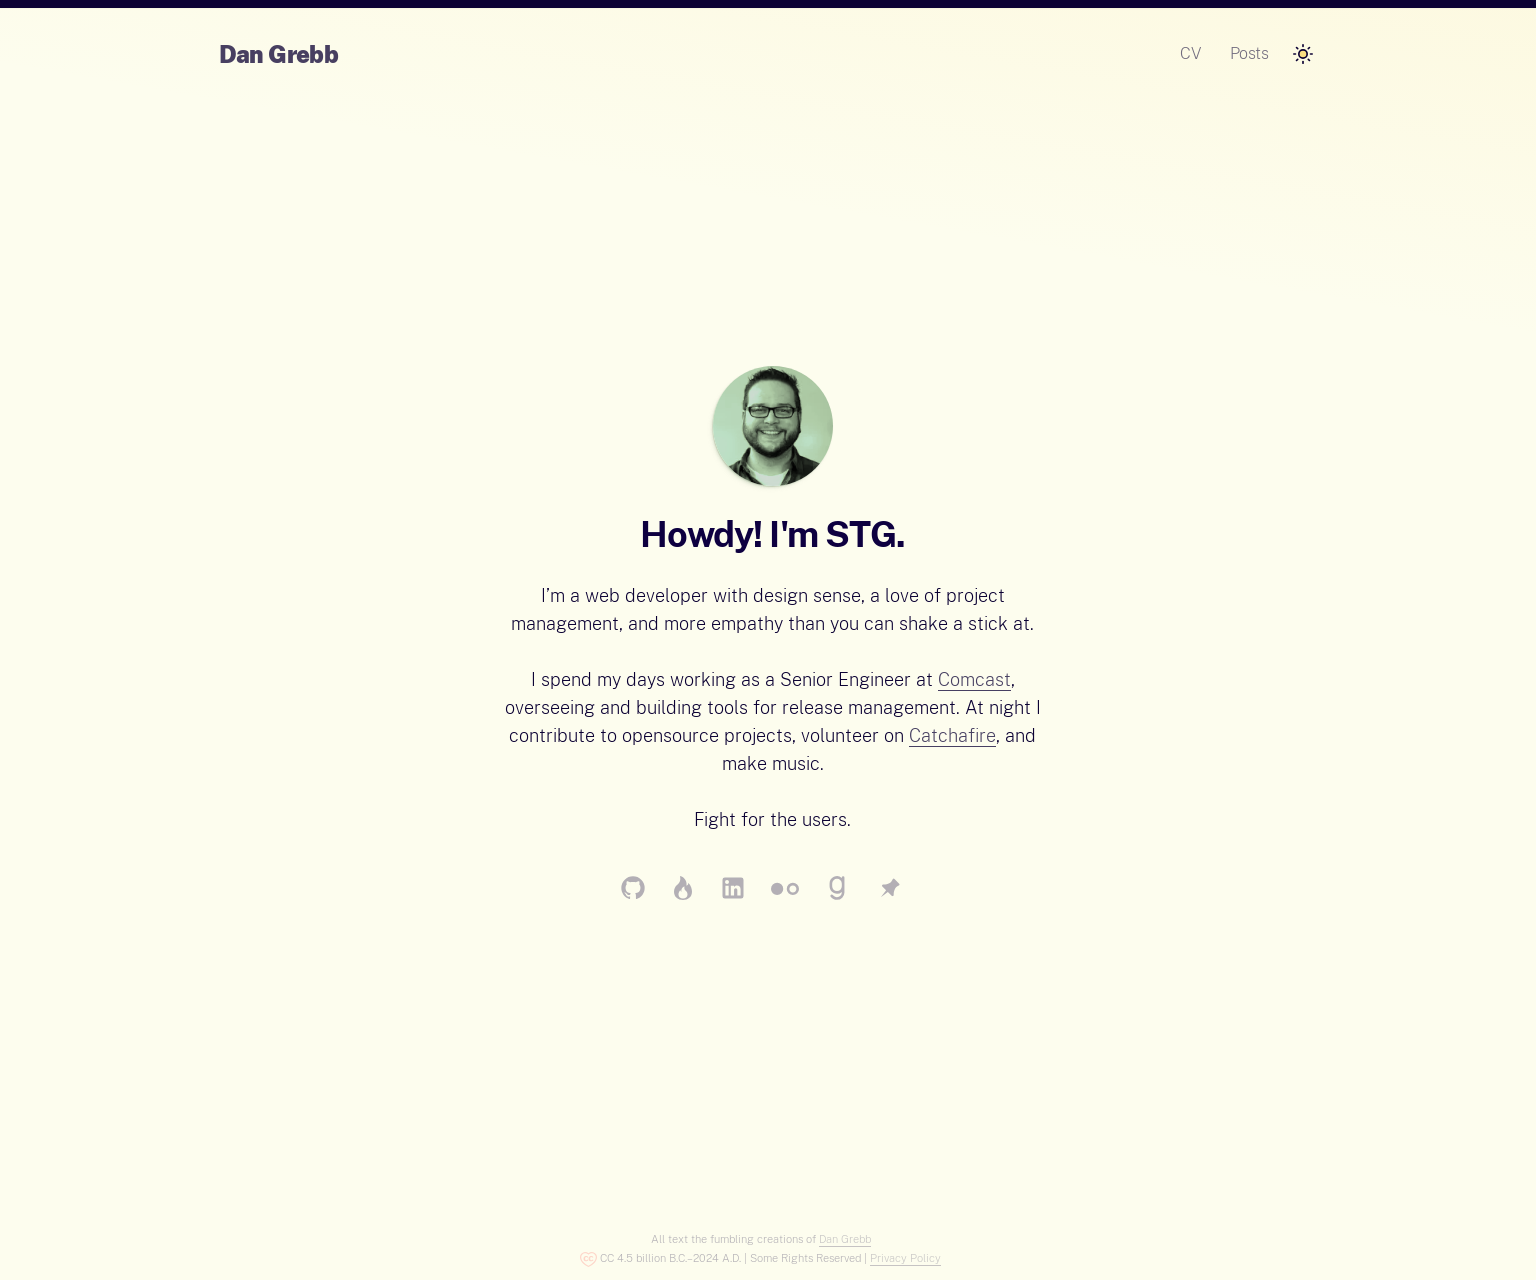 Dan Grebb
CV
Posts
Howdy! I'm STG.
I’m a web developer with design sense, a love of project
management, and more empathy than you can shake a stick at.
I spend my days working as a Senior Engineer at Comcast,
overseeing and building tools for release management. At night I
contribute to opensource projects, volunteer on Catchafire, and
make music.
Fight for the users.
All text the fumbling creations of Dan Grebb
CC 4.5 billion B.C.–2024 A.D. | Some Rights Reserved | Privacy Policy